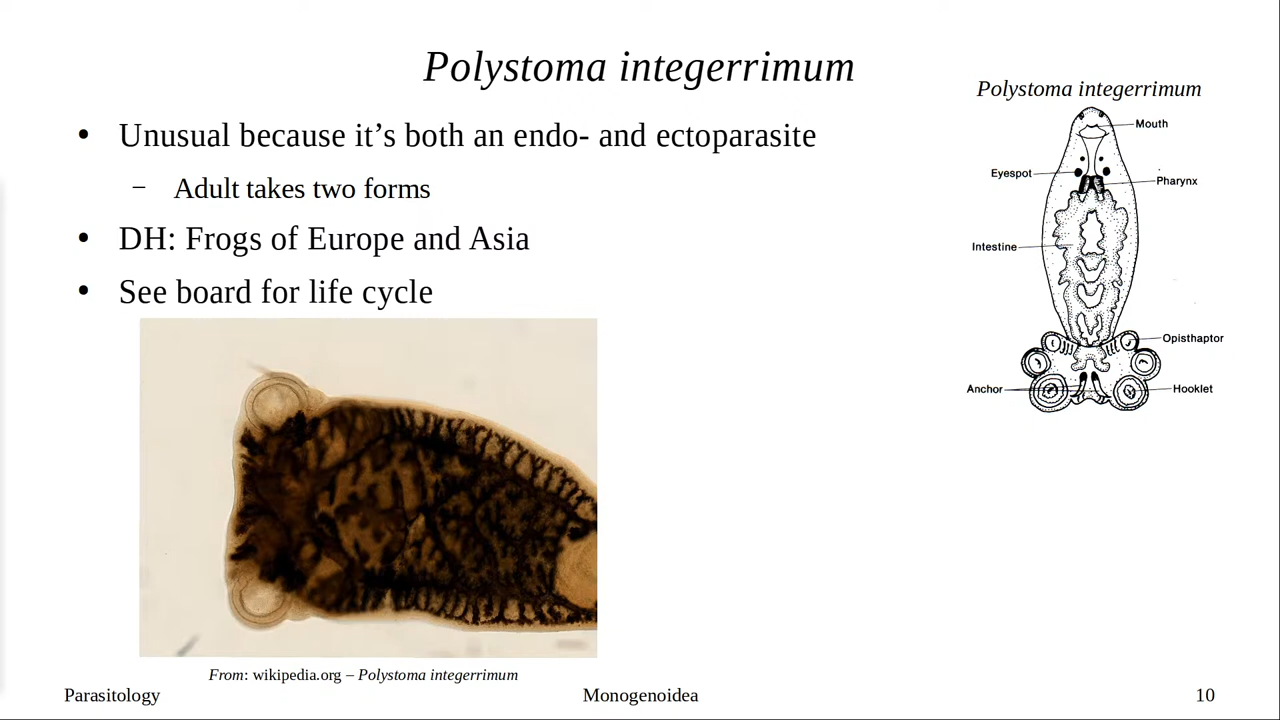 Polystoma integerrimum
• Unusual because it’s both an endo- and ectoparasite
– Adult takes two forms
• DH: Frogs of Europe and Asia
• See board for life cycle
Polystoma integerrimum
Mouth
Eyespot
Pharynx
Intestine
Opisthaptor
Anchor
Hooklet
From: wikipedia.org – Polystoma integerrimum
Parasitology
Monogenoidea
10